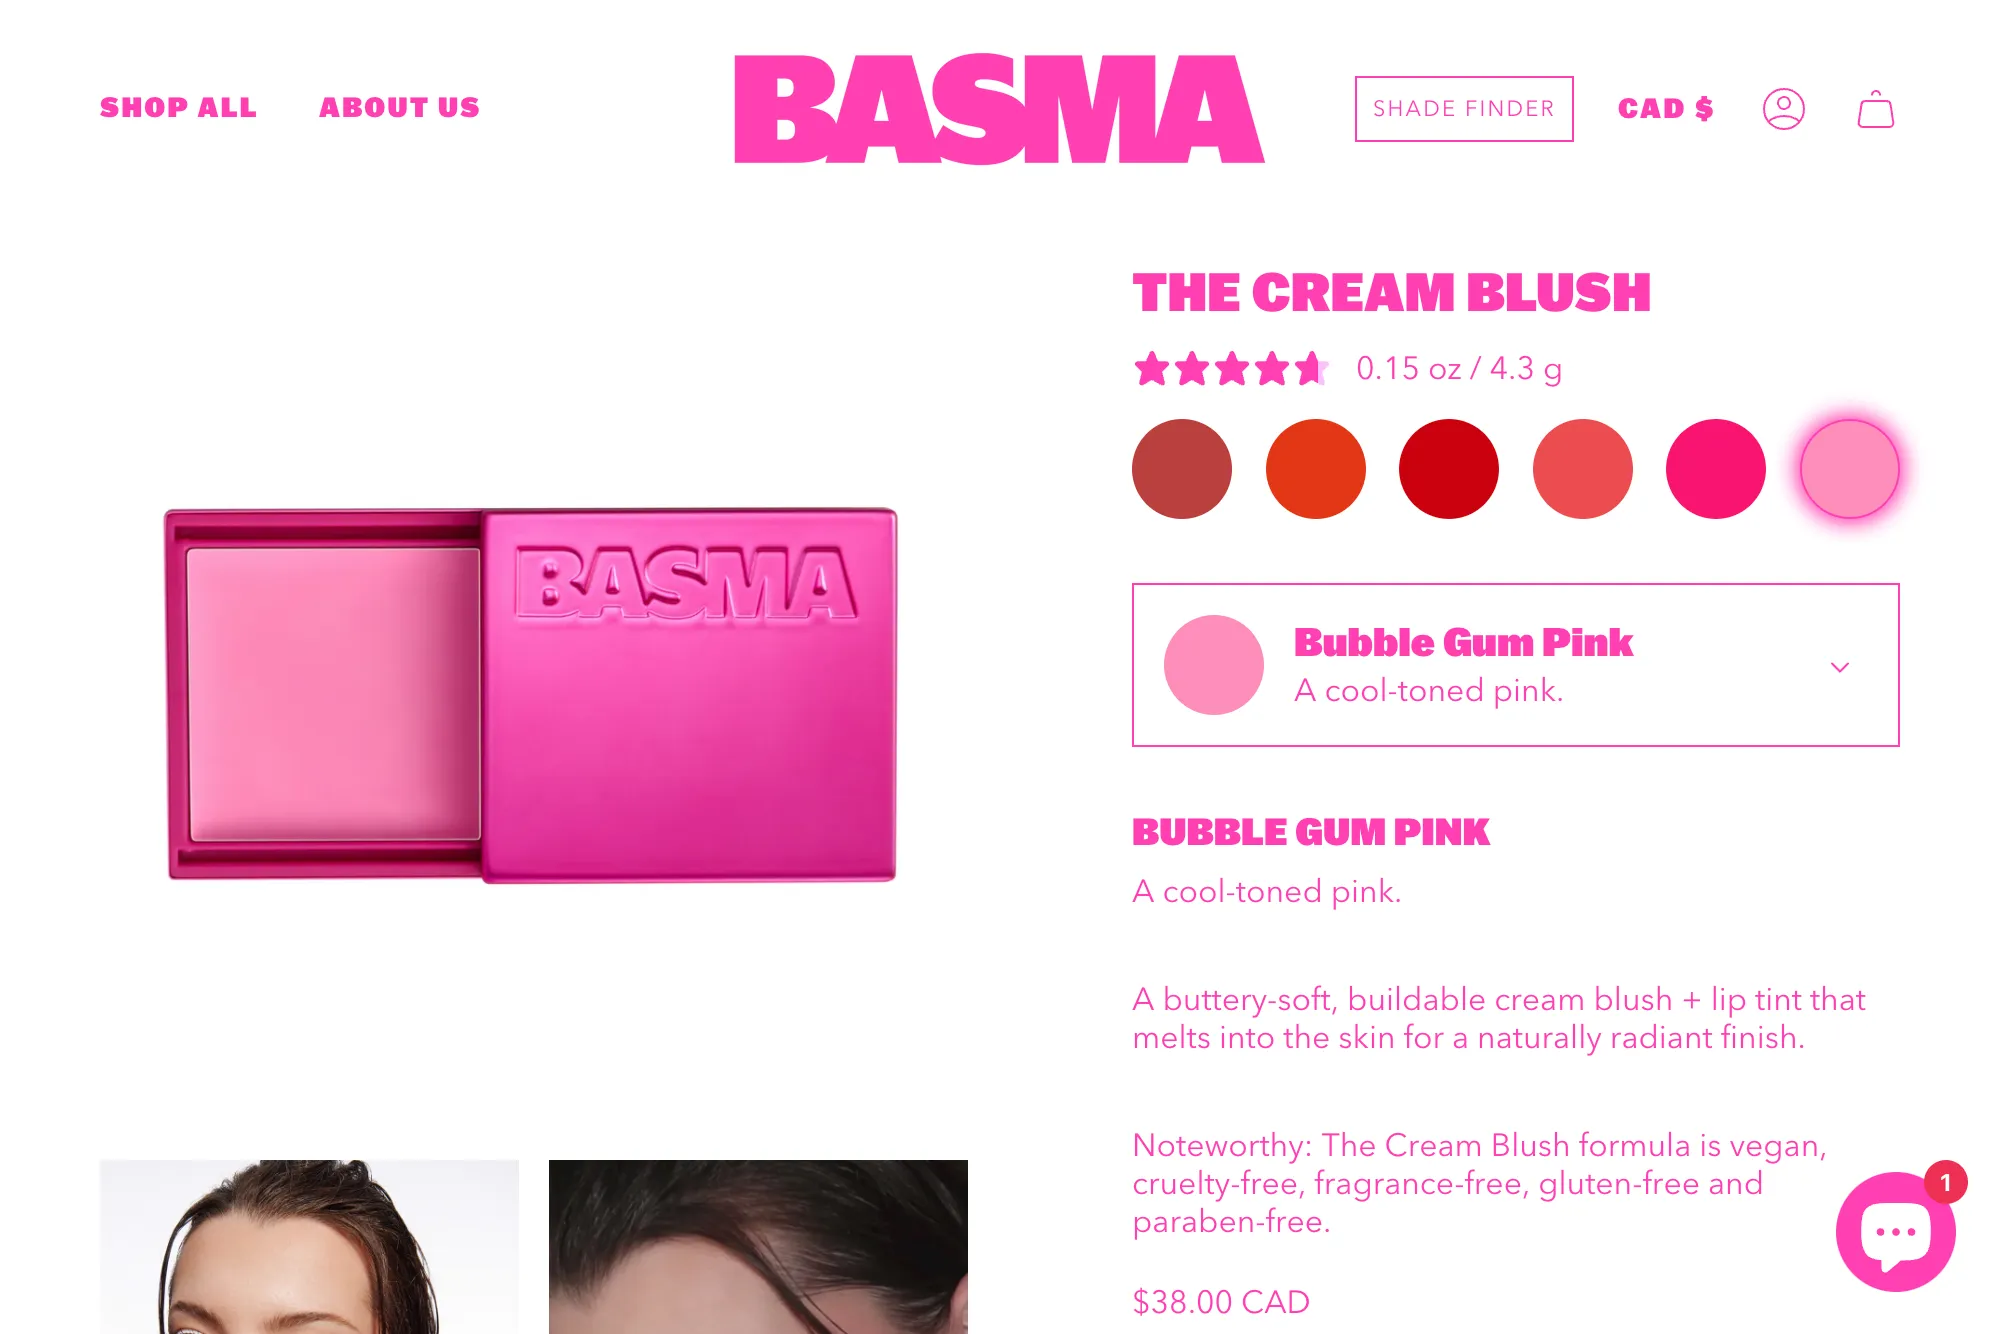 SHOP ALL
ABOUT US
BASMA
SHADE FINDER
CAD $
THE CREAM BLUSH
0.15 oz / 4.3 g
BASMA
Bubble Gum Pink
A cool-toned pink.
BUBBLE GUM PINK
A cool-toned pink.
A buttery-soft, buildable cream blush + lip tint that
melts into the skin for a naturally radiant finish.
Noteworthy: The Cream Blush formula is vegan,
cruelty-free, fragrance-free, gluten-free and
paraben-free.
1
$38.00 CAD